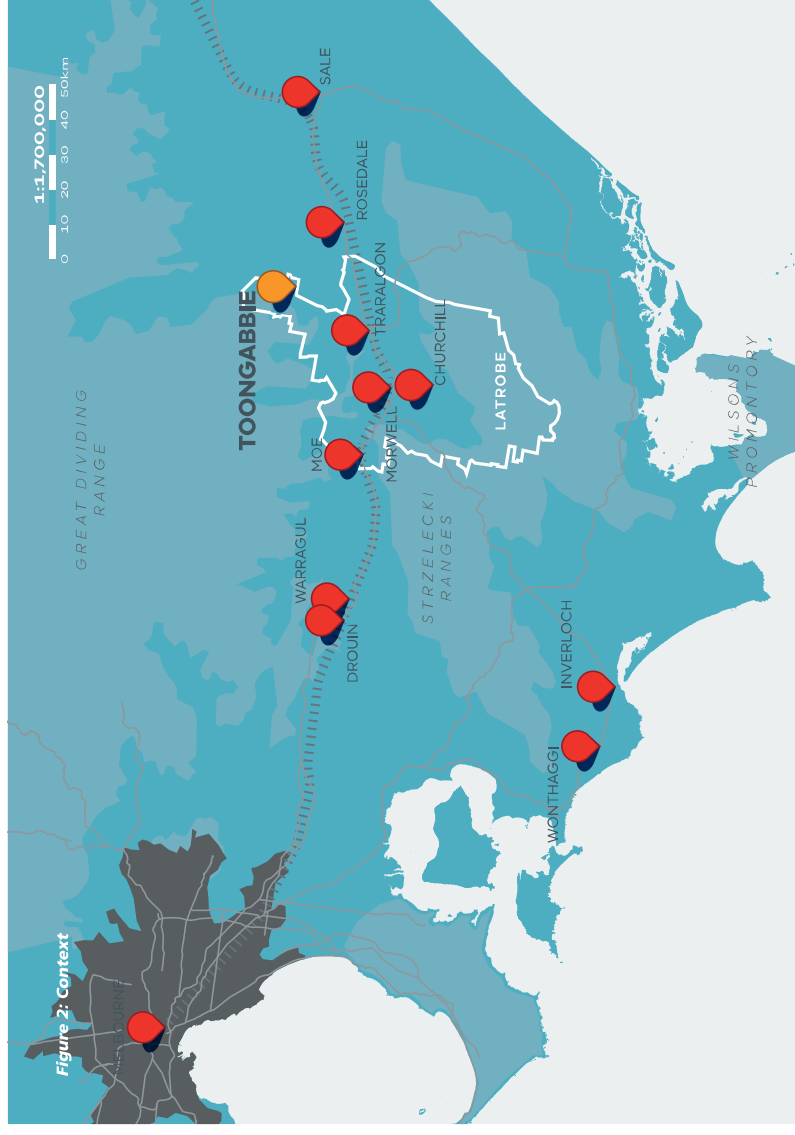 Figure 2: Context
1:1,700,000
0 10 20 30 40 50km
GREAT DIVIDING
RANGE
MELBOURNE
TOONGABBIE
WARRAGUL
MOE
SALE
DROUIN
ROSEDALE
TRARALGON
MORWELL
STRZELECKI
RANGES
CHURCHILL
LATROBE
WONTHAGGI
INVERLOCH
WILSONS
PROMONTORY